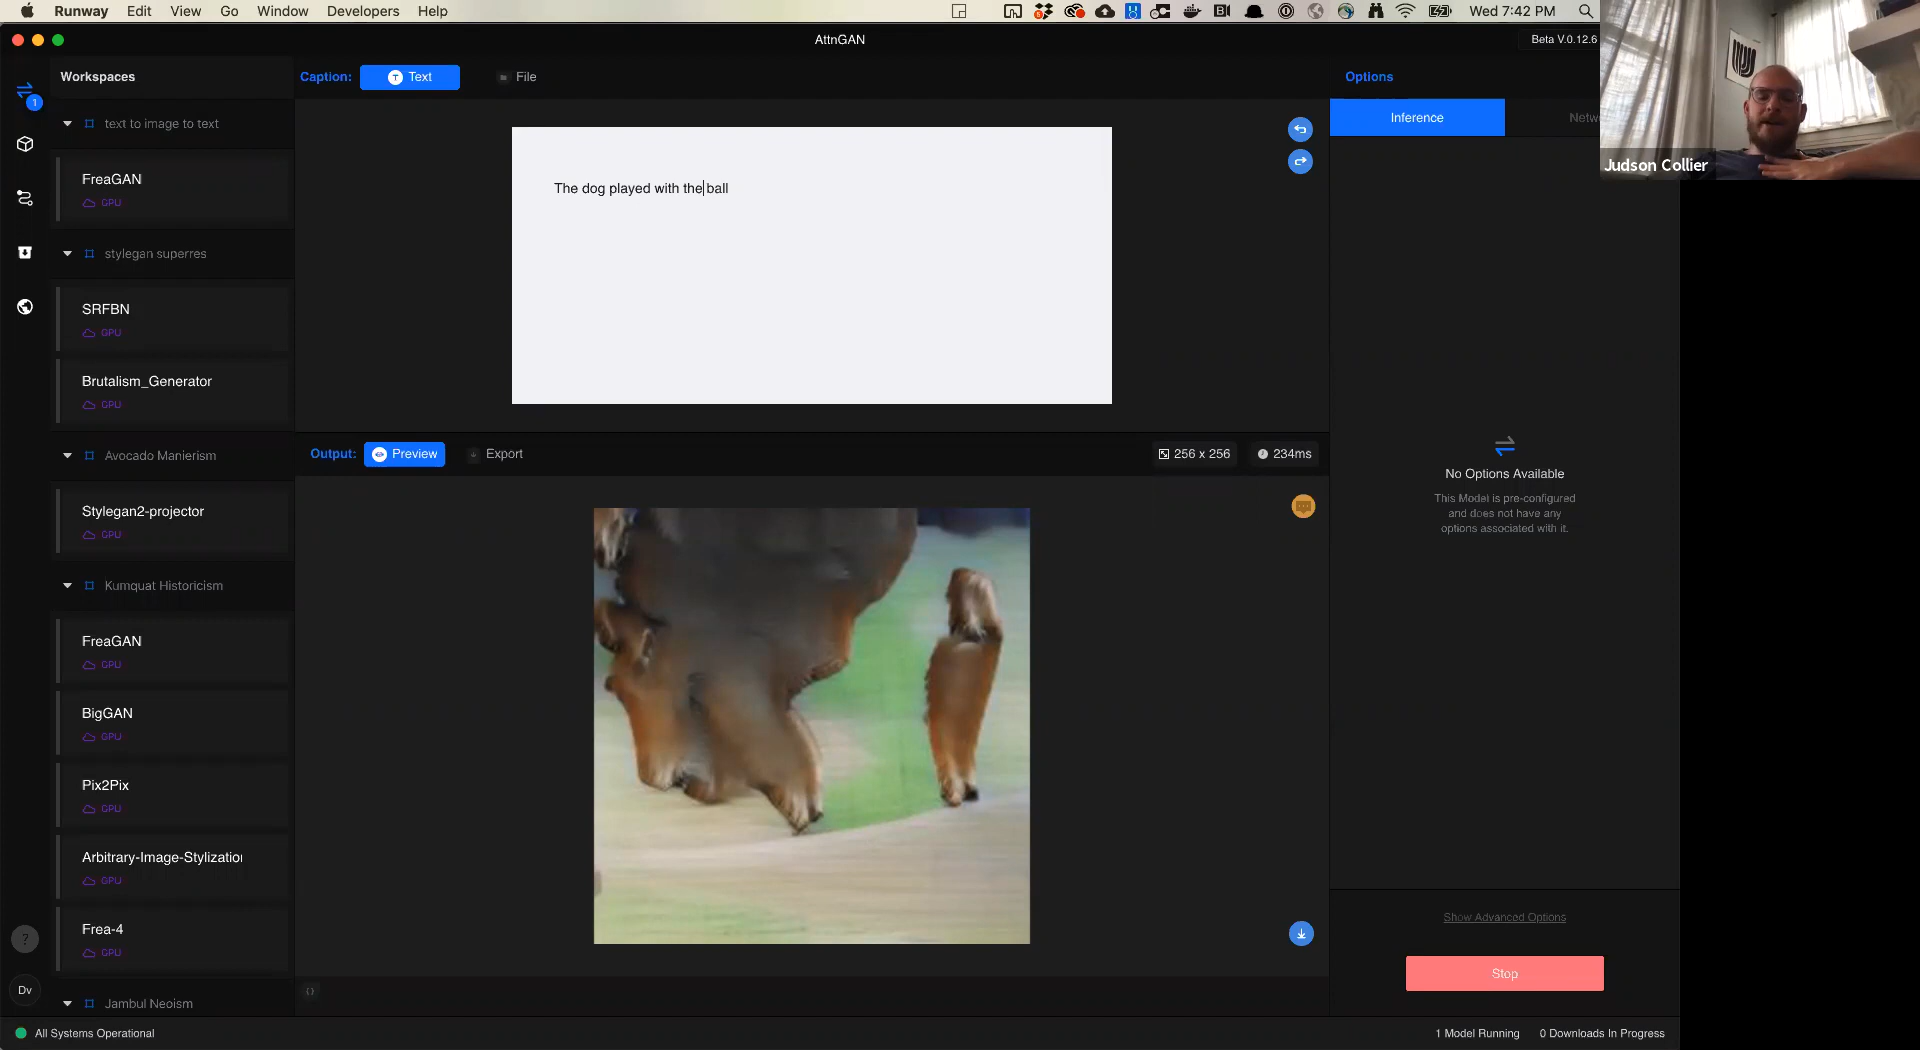 Runway Edit View Go Window Developers Help
Wed 7:42 PM
AttnGAN
Beta V.0.12.6
Workspaces
1
text to image to text
FreaGAN
GPU
stylegan superres
SRFBN
GPU
Brutalism_Generator
GPU
Avocado Manierism
Stylegan2-projector
GPU
Kumquat Historicism
FreaGAN
GPU
BigGAN
GPU
Pix2Pix
GPU
Arbitrary-Image-Stylization
GPU
Frea-4
GPU
Jambul Neoism
?
Dv
Caption: Text File
The dog played with the ball
Output: Preview Export
256 x 256 234ms
Options
Inference Netw
No Options Available
This Model is pre-configured
and does not have any
options associated with it.
Show Advanced Options
Stop
Judson Collier
All Systems Operational
1 Model Running 0 Downloads In Progress